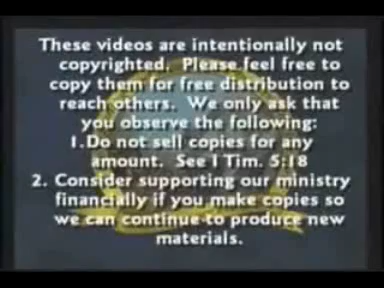 These videos are intentionally not
copyrighted. Please feel free to
copy them for free distribution to
reach others. We only ask that
you observe the following:
1. Do not sell copies for any
amount. See I Tim. 5:18
2. Consider supporting our ministry
financially if you make copies so
we can continue to produce new
materials.